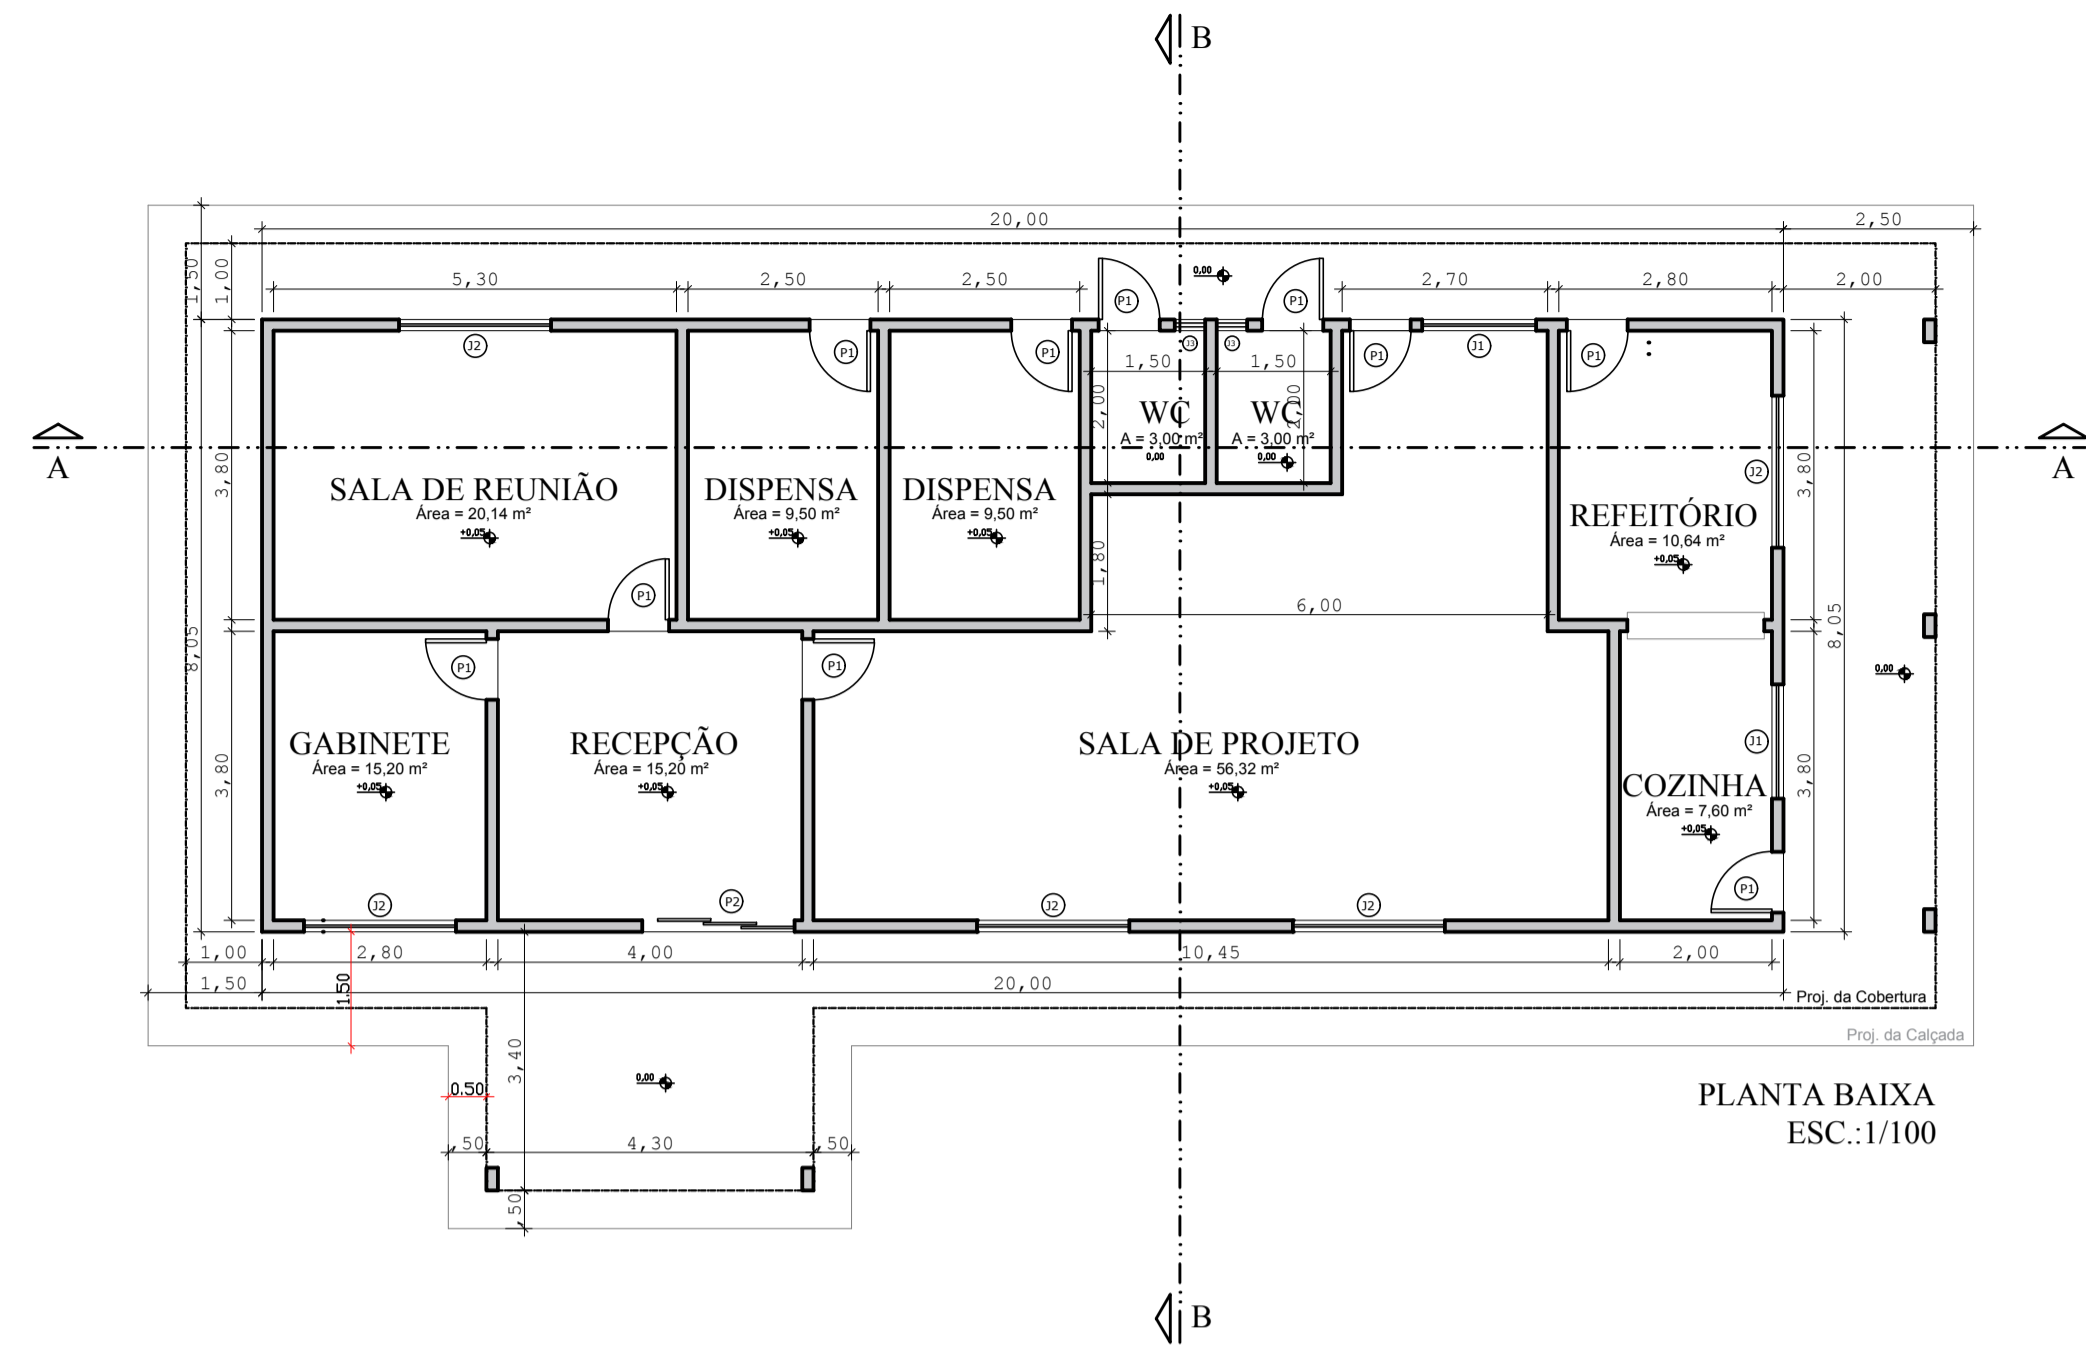 B
20,00
2,50
1,50
1,00
5,30
2,50
2,50
0,00
2,70
2,80
2,00
P1
P1
J2
P1
P1
J3
J3
P1
J1
P1
1,50
1,50
2,00
2,00
WC
A = 3,00 m²
0,00
WC
A = 3,00 m²
0,00
A
A
3,80
3,80
J2
SALA DE REUNIÃO
Área = 20,14 m²
+0,05
DISPENSA
Área = 9,50 m²
+0,05
DISPENSA
Área = 9,50 m²
+0,05
REFEITÓRIO
Área = 10,64 m²
+0,05
1,80
P1
6,00
8,05
8,05
P1
P1
0,00
GABINETE
Área = 15,20 m²
+0,05
RECEPÇÃO
Área = 15,20 m²
+0,05
SALA DE PROJETO
Área = 56,32 m²
+0,05
J1
COZINHA
Área = 7,60 m²
+0,05
3,80
3,80
J2
P2
J2
J2
P1
1,00
2,80
4,00
10,45
2,00
1,50
1.50
20,00
Proj. da Cobertura
Proj. da Calçada
3,40
0,00
0.50
,50
4,30
,50
,50
PLANTA BAIXA
ESC.:1/100
B